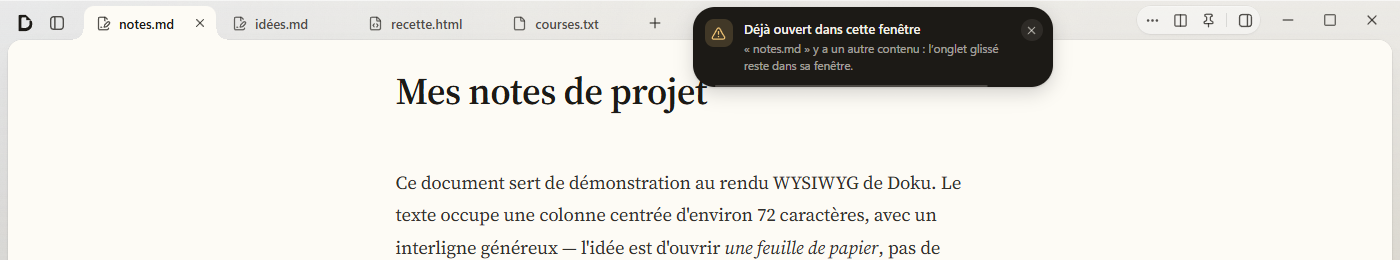 notes.md
idées.md
recette.html
courses.txt
Déjà ouvert dans cette fenêtre
« notes.md » y a un autre contenu : l'onglet glissé
reste dans sa fenêtre.
Mes notes de projet
Ce document sert de démonstration au rendu WYSIWYG de Doku. Le
texte occupe une colonne centrée d'environ 72 caractères, avec un
interligne généreux — l'idée est d'ouvrir une feuille de papier, pas de